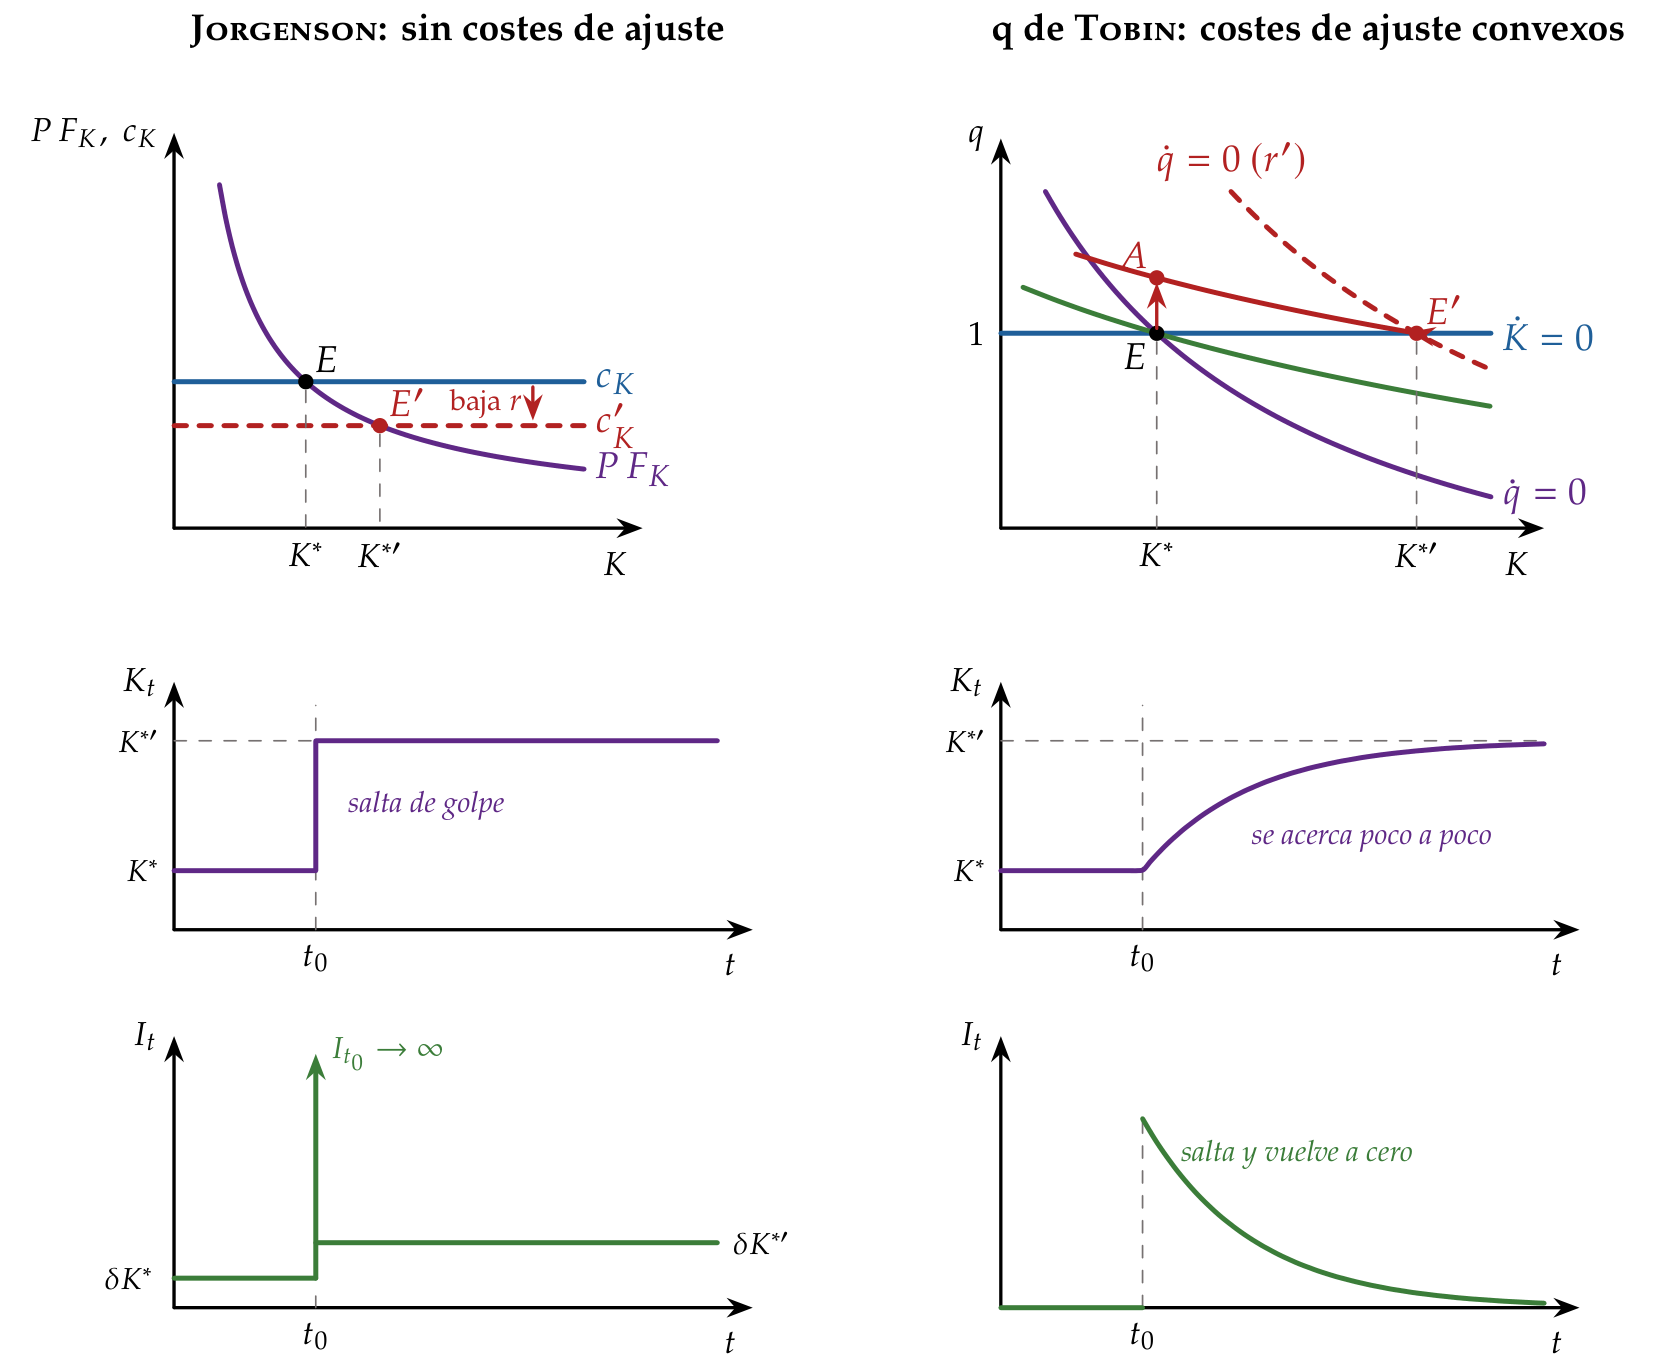 Jorgenson: sin costes de ajuste
P F_K, c_K
E
c_K
baja r
E′
c′_K
P F_K
K* K*′
K
q de Tobin: costes de ajuste convexos
q
q̇ = 0 (r′)
A
E′
1
K̇ = 0
E
q̇ = 0
K* K*′
K
K_t
K*′
salta de golpe
K*
t_0
t
K_t
K*′
se acerca poco a poco
K*
t_0
t
I_t
I_{t_0} → ∞
δK*′
δK*
t_0
t
I_t
salta y vuelve a cero
t_0
t